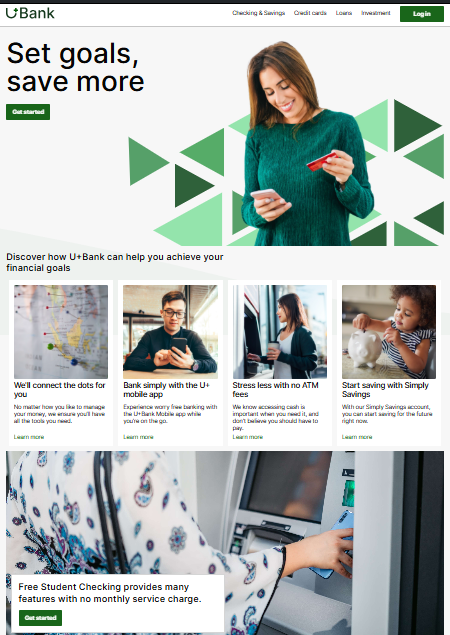 U+Bank
Checking & Savings Credit cards Loans Investment Log in
Set goals,
save more
Get started
Discover how U+Bank can help you achieve your
financial goals
We'll connect the dots for
you
No matter how you like to manage
your money, we ensure you'll have
all the tools you need.
Learn more
Bank simply with the U+
mobile app
Experience worry free banking with
the U+Bank Mobile app while
you're on the go.
Learn more
Stress less with no ATM
fees
We know accessing cash is
important when you need it, and
don't believe you should have to
pay.
Learn more
Start saving with Simply
Savings
With our Simply Savings account,
you can start saving for the future
right now.
Learn more
Free Student Checking provides many
features with no monthly service charge.
Get started